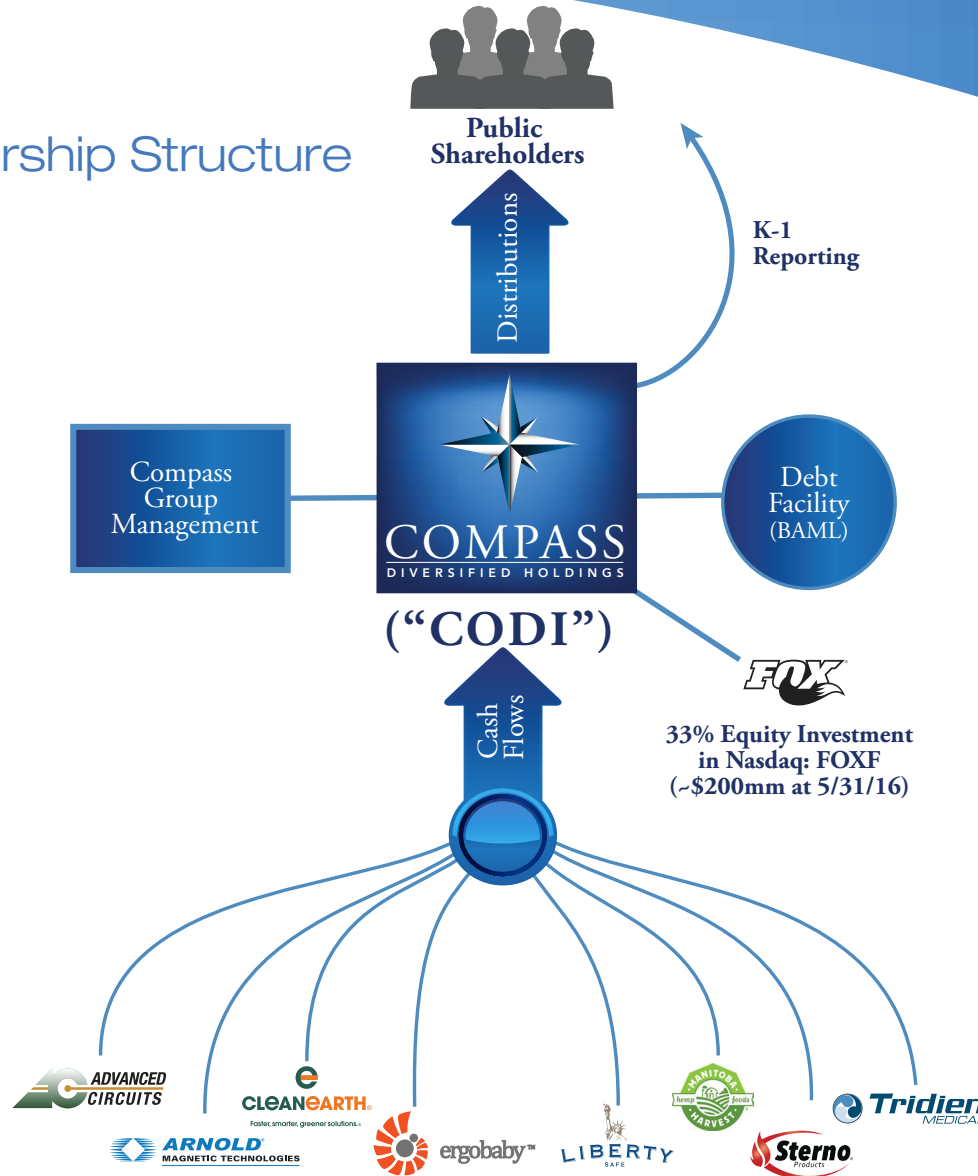 rship Structure
Public
Shareholders
Distributions
K-1
Reporting
Compass
Group
Management
COMPASS
DIVERSIFIED HOLDINGS
Debt
Facility
(BAML)
(“CODI”)
Cash
Flows
FOX
33% Equity Investment
in Nasdaq: FOXF
(~$200mm at 5/31/16)
ADVANCED
CIRCUITS
ARNOLD®
MAGNETIC TECHNOLOGIES
CLEANEARTH®
Faster, smarter, greener solutions.®
ergobaby™
LIBERTY
SAFE
MANITOBA
hemp foods
HARVEST
Sterno®
Products
Tridien
MEDICAL